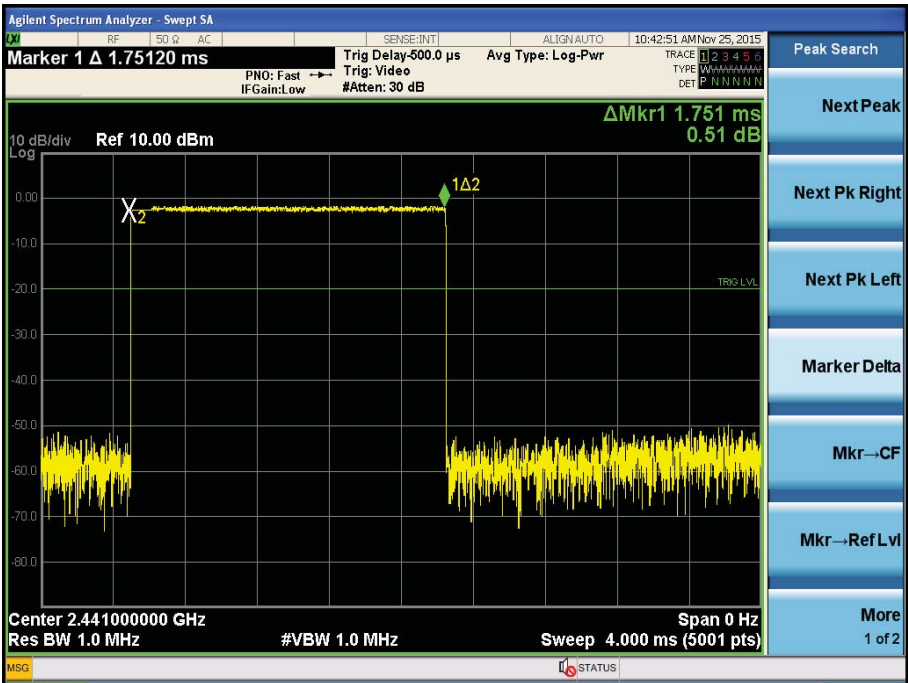 Agilent Spectrum Analyzer - Swept SA
RF 50 Ω AC SENSE:INT ALIGN AUTO 10:42:51 AM Nov 25, 2015
Marker 1 Δ 1.75120 ms
PNO: Fast
IFGain:Low
Trig Delay-500.0 µs
Trig: Video
#Atten: 30 dB
Avg Type: Log-Pwr
TRACE 1 2 3 4 5 6
TYPE WWWWWW
DET P N N N N N
Peak Search
Next Peak
Next Pk Right
Next Pk Left
Marker Delta
Mkr→CF
Mkr→Ref Lvl
More
1 of 2
ΔMkr1 1.751 ms
0.51 dB
10 dB/div Ref 10.00 dBm
Log
0.00
-10.0
-20.0
-30.0
-40.0
-50.0
-60.0
-70.0
-80.0
2
1Δ2
TRIG LVL
Center 2.441000000 GHz Span 0 Hz
Res BW 1.0 MHz #VBW 1.0 MHz Sweep 4.000 ms (5001 pts)
MSG STATUS